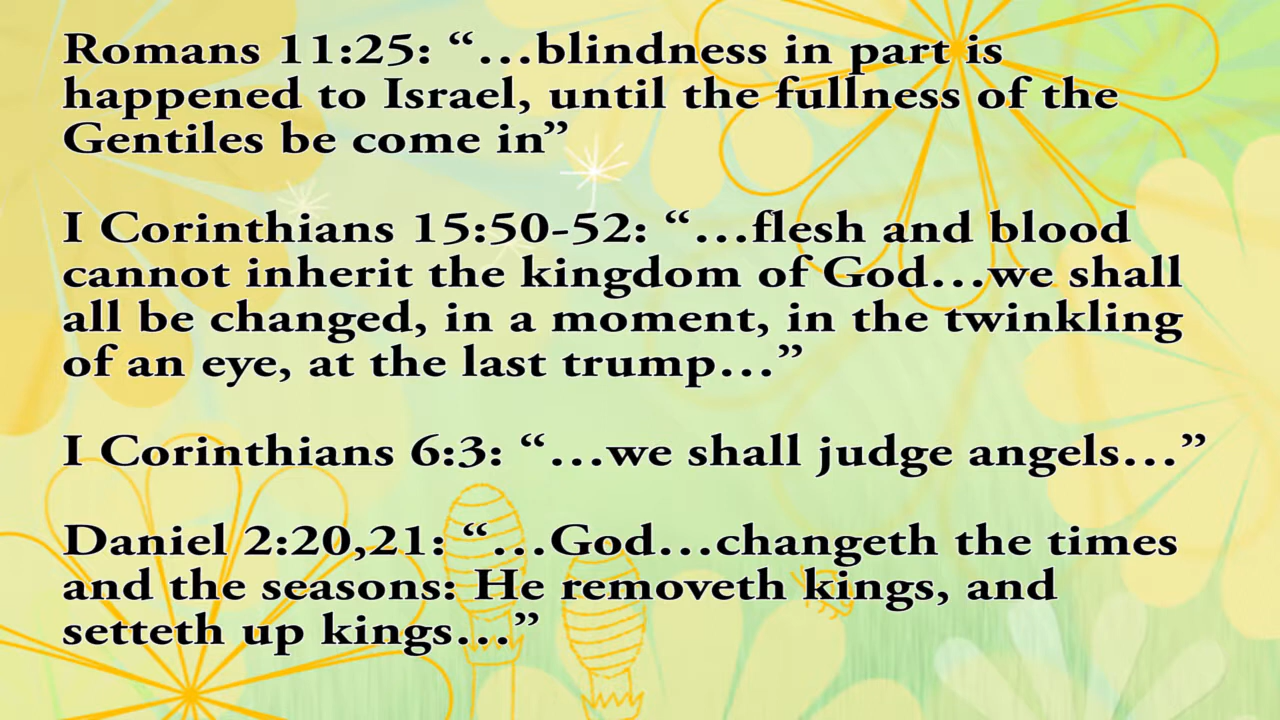 Romans 11:25: “…blindness in part is
happened to Israel, until the fullness of the
Gentiles be come in”
I Corinthians 15:50-52: “…flesh and blood
cannot inherit the kingdom of God…we shall
all be changed, in a moment, in the twinkling
of an eye, at the last trump…”
I Corinthians 6:3: “…we shall judge angels…”
Daniel 2:20,21: “…God…changeth the times
and the seasons: He removeth kings, and
setteth up kings…”